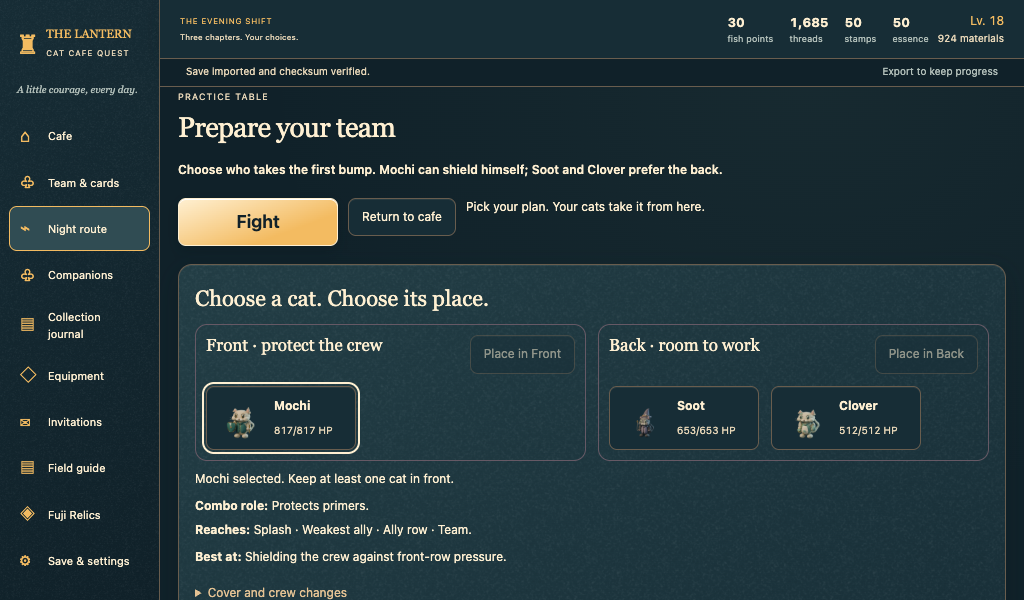 THE LANTERN
CAT CAFE QUEST
A little courage, every day.
Cafe
Team & cards
Night route
Companions
Collection
journal
Equipment
Invitations
Field guide
Fuji Relics
Save & settings
THE EVENING SHIFT
Three chapters. Your choices.
30
fish points
1,685
threads
50
stamps
50
essence
Lv. 18
924 materials
Save imported and checksum verified.
Export to keep progress
PRACTICE TABLE
Prepare your team
Choose who takes the first bump. Mochi can shield himself; Soot and Clover prefer the back.
Fight
Return to cafe
Pick your plan. Your cats take it from here.
Choose a cat. Choose its place.
Front · protect the crew
Place in Front
Mochi
817/817 HP
Back · room to work
Place in Back
Soot
653/653 HP
Clover
512/512 HP
Mochi selected. Keep at least one cat in front.
Combo role: Protects primers.
Reaches: Splash · Weakest ally · Ally row · Team.
Best at: Shielding the crew against front-row pressure.
Cover and crew changes